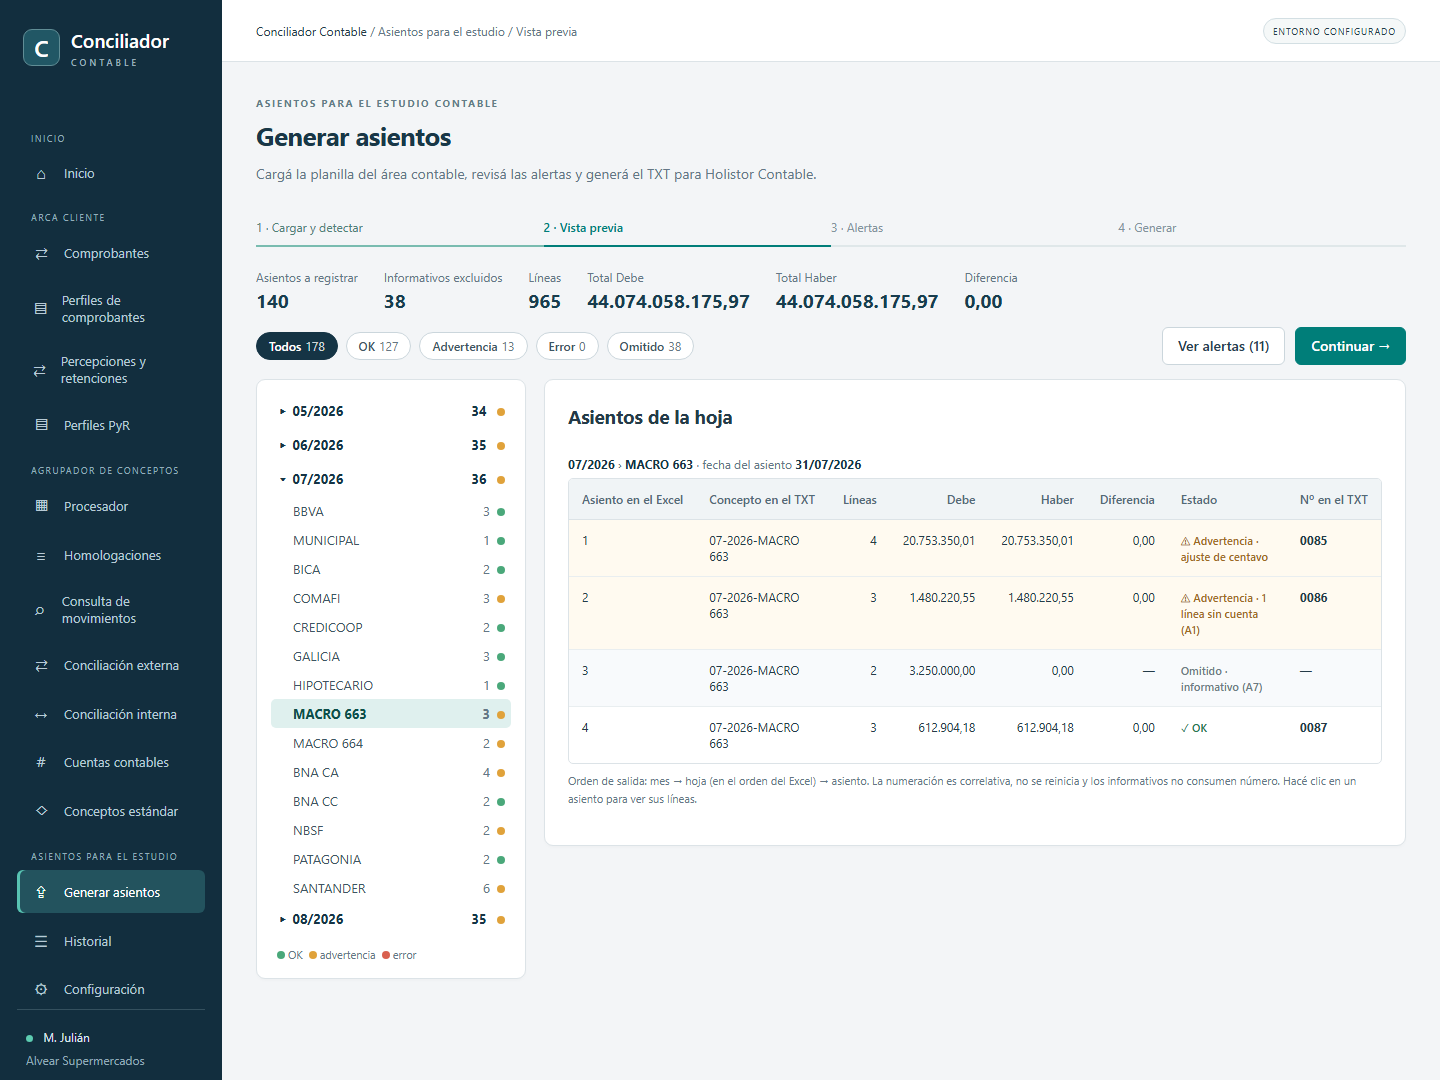 C
Conciliador
CONTABLE
INICIO
Inicio
ARCA CLIENTE
Comprobantes
Perfiles de
comprobantes
Percepciones y
retenciones
Perfiles PyR
AGRUPADOR DE CONCEPTOS
Procesador
Homologaciones
Consulta de
movimientos
Conciliación externa
Conciliación interna
# Cuentas contables
Conceptos estándar
ASIENTOS PARA EL ESTUDIO
Generar asientos
Historial
Configuración
M. Julián
Alvear Supermercados
Conciliador Contable / Asientos para el estudio / Vista previa
ENTORNO CONFIGURADO
ASIENTOS PARA EL ESTUDIO CONTABLE
Generar asientos
Cargá la planilla del área contable, revisá las alertas y generá el TXT para Holistor Contable.
1 · Cargar y detectar
2 · Vista previa
3 · Alertas
4 · Generar
Asientos a registrar
140
Informativos excluidos
38
Líneas
965
Total Debe
44.074.058.175,97
Total Haber
44.074.058.175,97
Diferencia
0,00
Todos 178
OK 127
Advertencia 13
Error 0
Omitido 38
Ver alertas (11)
Continuar →
▸ 05/2026 34
▸ 06/2026 35
▾ 07/2026 36
BBVA 3
MUNICIPAL 1
BICA 2
COMAFI 3
CREDICOOP 2
GALICIA 3
HIPOTECARIO 1
MACRO 663 3
MACRO 664 2
BNA CA 4
BNA CC 2
NBSF 2
PATAGONIA 2
SANTANDER 6
▸ 08/2026 35
OK advertencia error
Asientos de la hoja
07/2026 › MACRO 663 · fecha del asiento 31/07/2026
Asiento en el Excel Concepto en el TXT Líneas Debe Haber Diferencia Estado Nº en el TXT
1 07-2026-MACRO 4 20.753.350,01 20.753.350,01 0,00 ⚠ Advertencia · 0085
663 ajuste de centavo
2 07-2026-MACRO 3 1.480.220,55 1.480.220,55 0,00 ⚠ Advertencia · 1 0086
663 línea sin cuenta
(A1)
3 07-2026-MACRO 2 3.250.000,00 0,00 — Omitido · —
663 informativo (A7)
4 07-2026-MACRO 3 612.904,18 612.904,18 0,00 ✓ OK 0087
663
Orden de salida: mes → hoja (en el orden del Excel) → asiento. La numeración es correlativa, no se reinicia y los informativos no consumen número. Hacé clic en un
asiento para ver sus líneas.